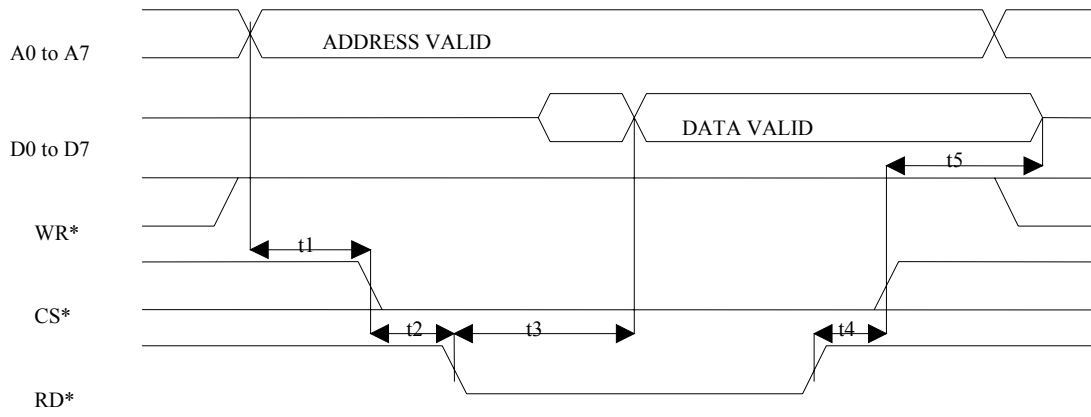 ADDRESS VALID
A0 to A7
DATA VALID
D0 to D7
t5
WR*
t1
CS*
t2
t3
t4
RD*